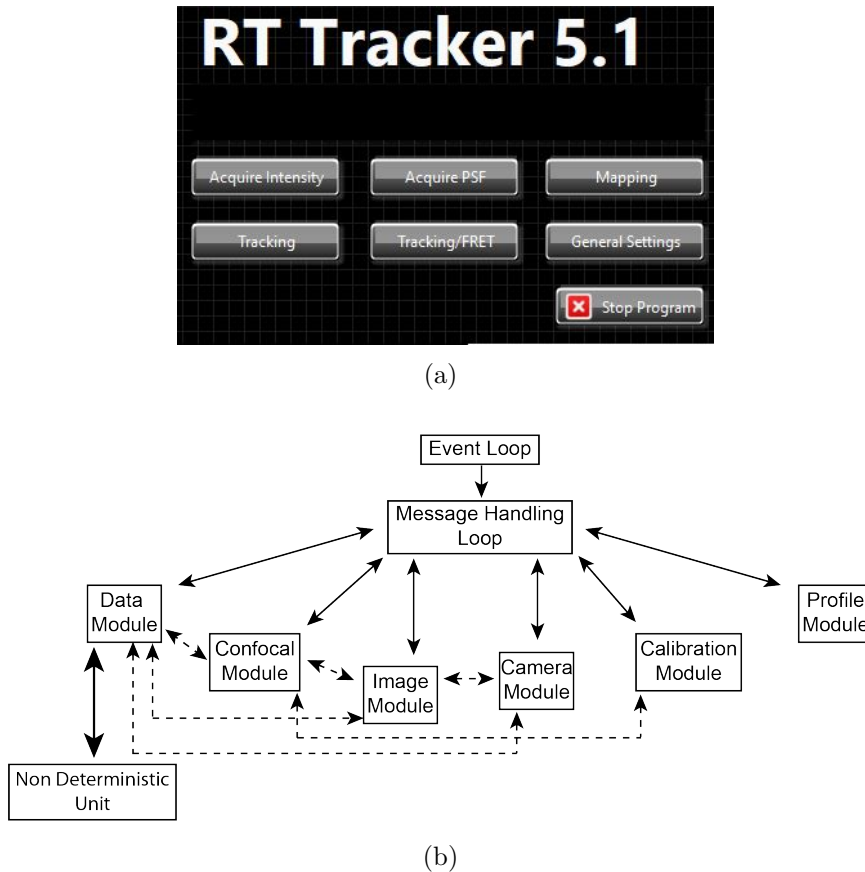 RT Tracker 5.1
Acquire Intensity
Acquire PSF
Mapping
Tracking
Tracking/FRET
General Settings
Stop Program
(a)
Event Loop
Message Handling
Loop
Data
Module
Confocal
Module
Image
Module
Camera
Module
Calibration
Module
Profile
Module
Non Deterministic
Unit
(b)